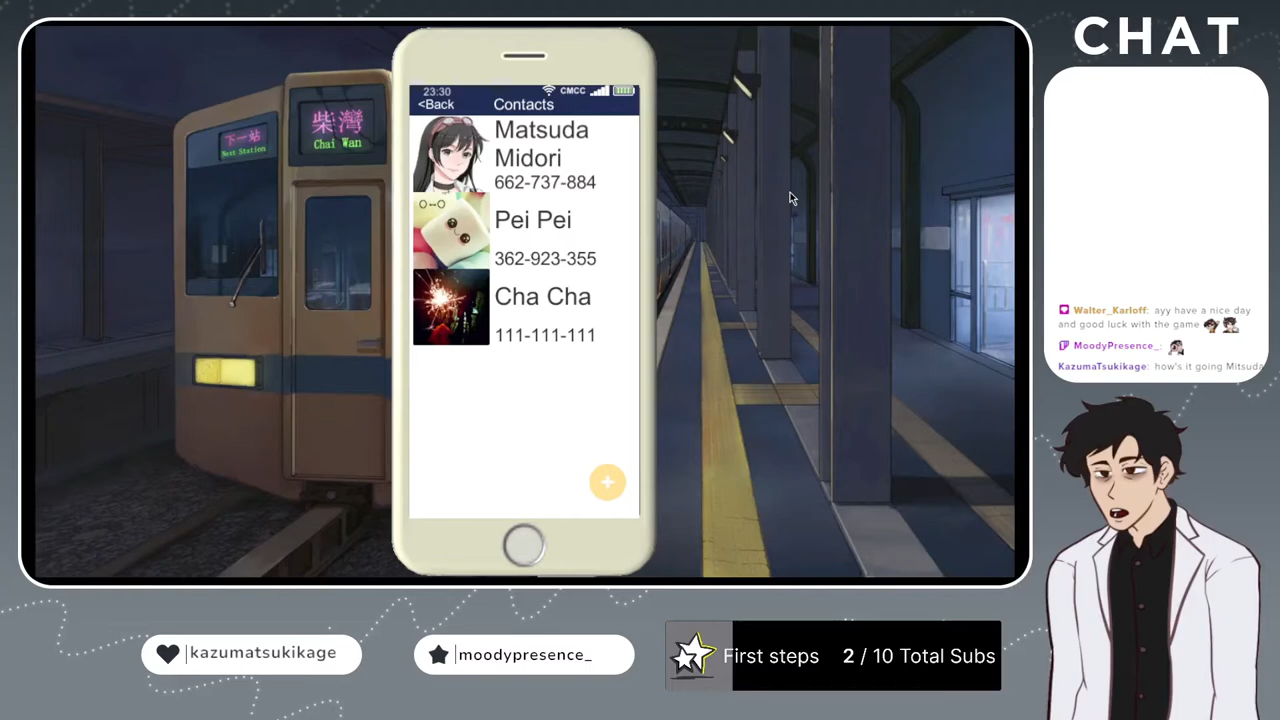 CHAT
下一站
Next Station
柴灣
Chai Wan
23:30
CMCC
<Back
Contacts
Matsuda
Midori
662-737-884
Pei Pei
362-923-355
Cha Cha
111-111-111
+
Walter_Karloff: ayy have a nice day
and good luck with the game
MoodyPresence_:
KazumaTsukikage: how's it going Mitsuda
kazumatsukikage
moodypresence_
First steps
2 / 10 Total Subs